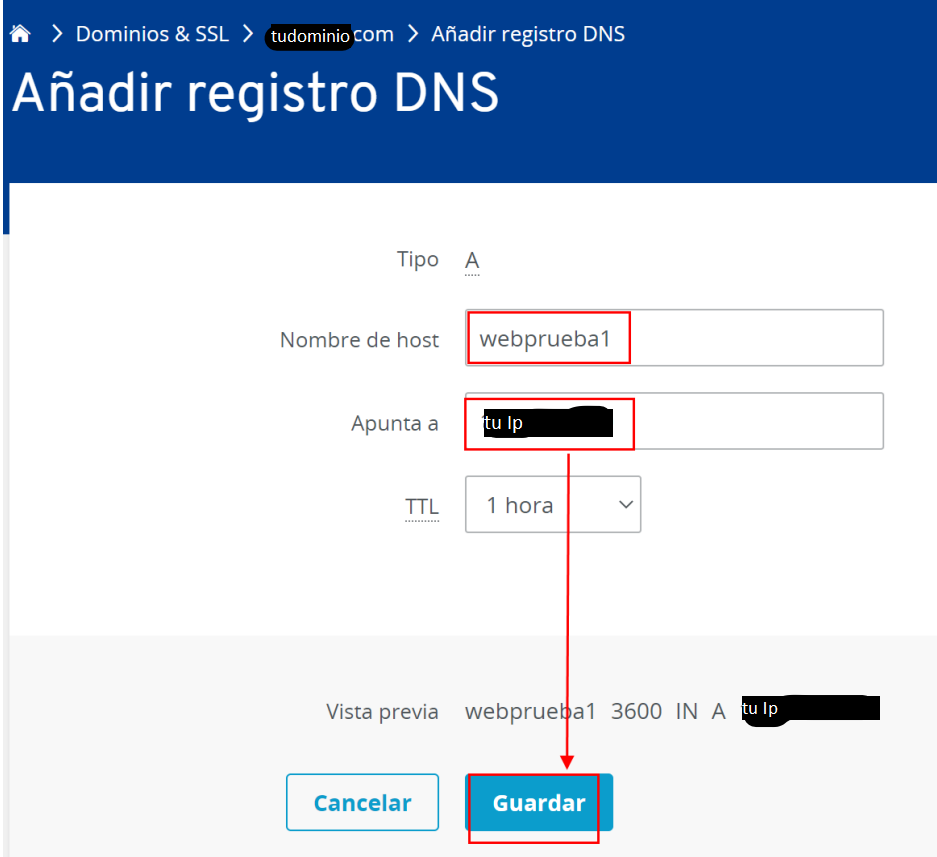 Dominios & SSL > tudominio com > Añadir registro DNS
Añadir registro DNS
Tipo A
Nombre de host webprueba1
Apunta a tu Ip
TTL 1 hora
Vista previa webprueba1 3600 IN A tu Ip
Cancelar Guardar